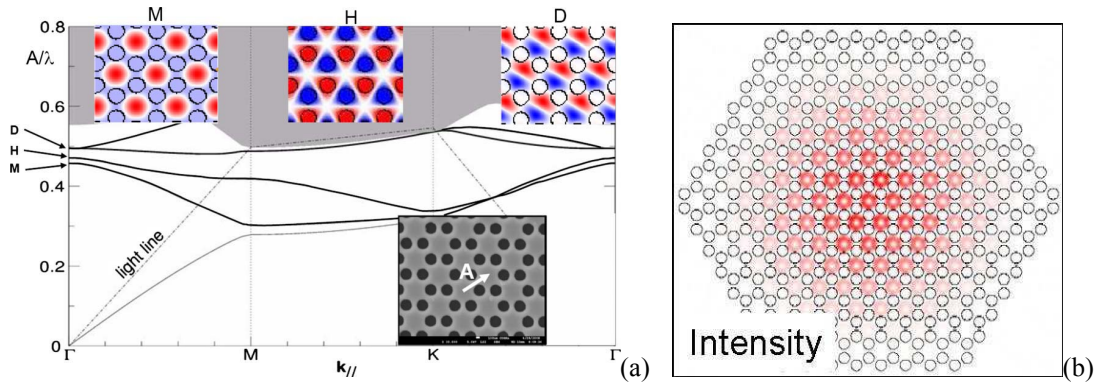 M H D
0.8
A/λ
0.6
D
H
M
0.4
light line
A
0.2
0
Γ M K Γ
k//
(a)
Intensity
(b)